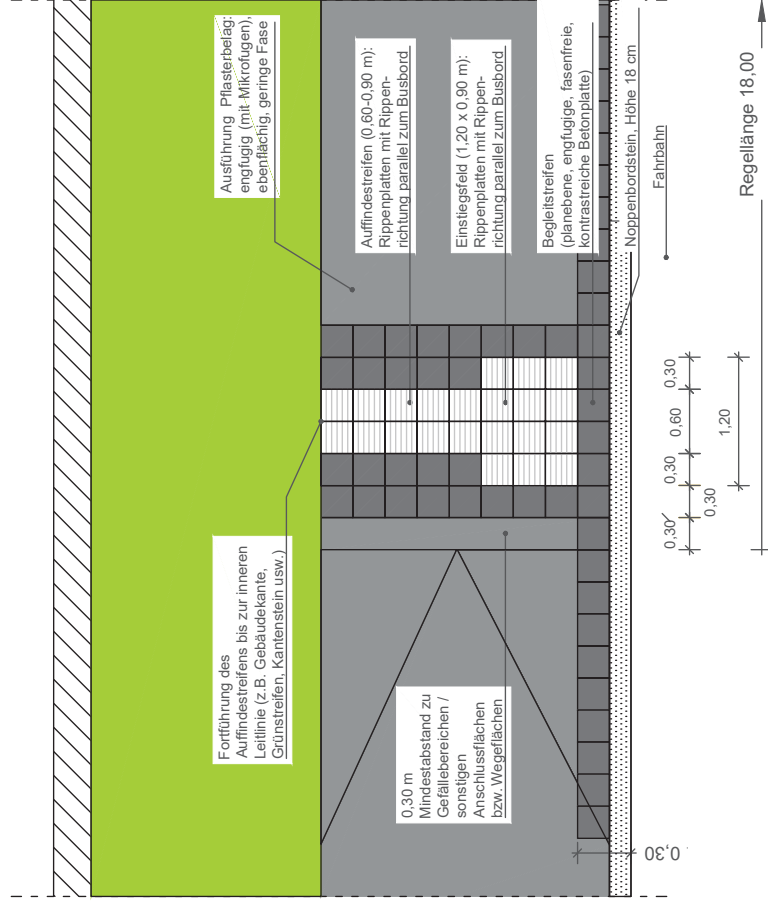 Ausführung Pflasterbelag:
engfugig (mit Mikrofugen),
ebenflächig, geringe Fase
Auffindestreifen (0,60-0,90 m):
Rippenplatten mit Rippen-
richtung parallel zum Busbord
Einstiegsfeld (1,20 x 0,90 m):
Rippenplatten mit Rippen-
richtung parallel zum Busbord
Begleitstreifen
(planebene, engfugige, fasenfreie,
kontrastreiche Betonplatte)
Noppenbordstein, Höhe 18 cm
Fahrbahn
Regellänge 18,00
Fortführung des
Auffindestreifens bis zur inneren
Leitlinie (z.B. Gebäudekante,
Grünstreifen, Kantenstein usw.)
0,30 m
Mindestabstand zu
Gefällebereichen /
sonstigen
Anschlussflächen
bzw. Wegeflächen
0,30
0,30
0,30
0,60
0,30
1,20
0,30